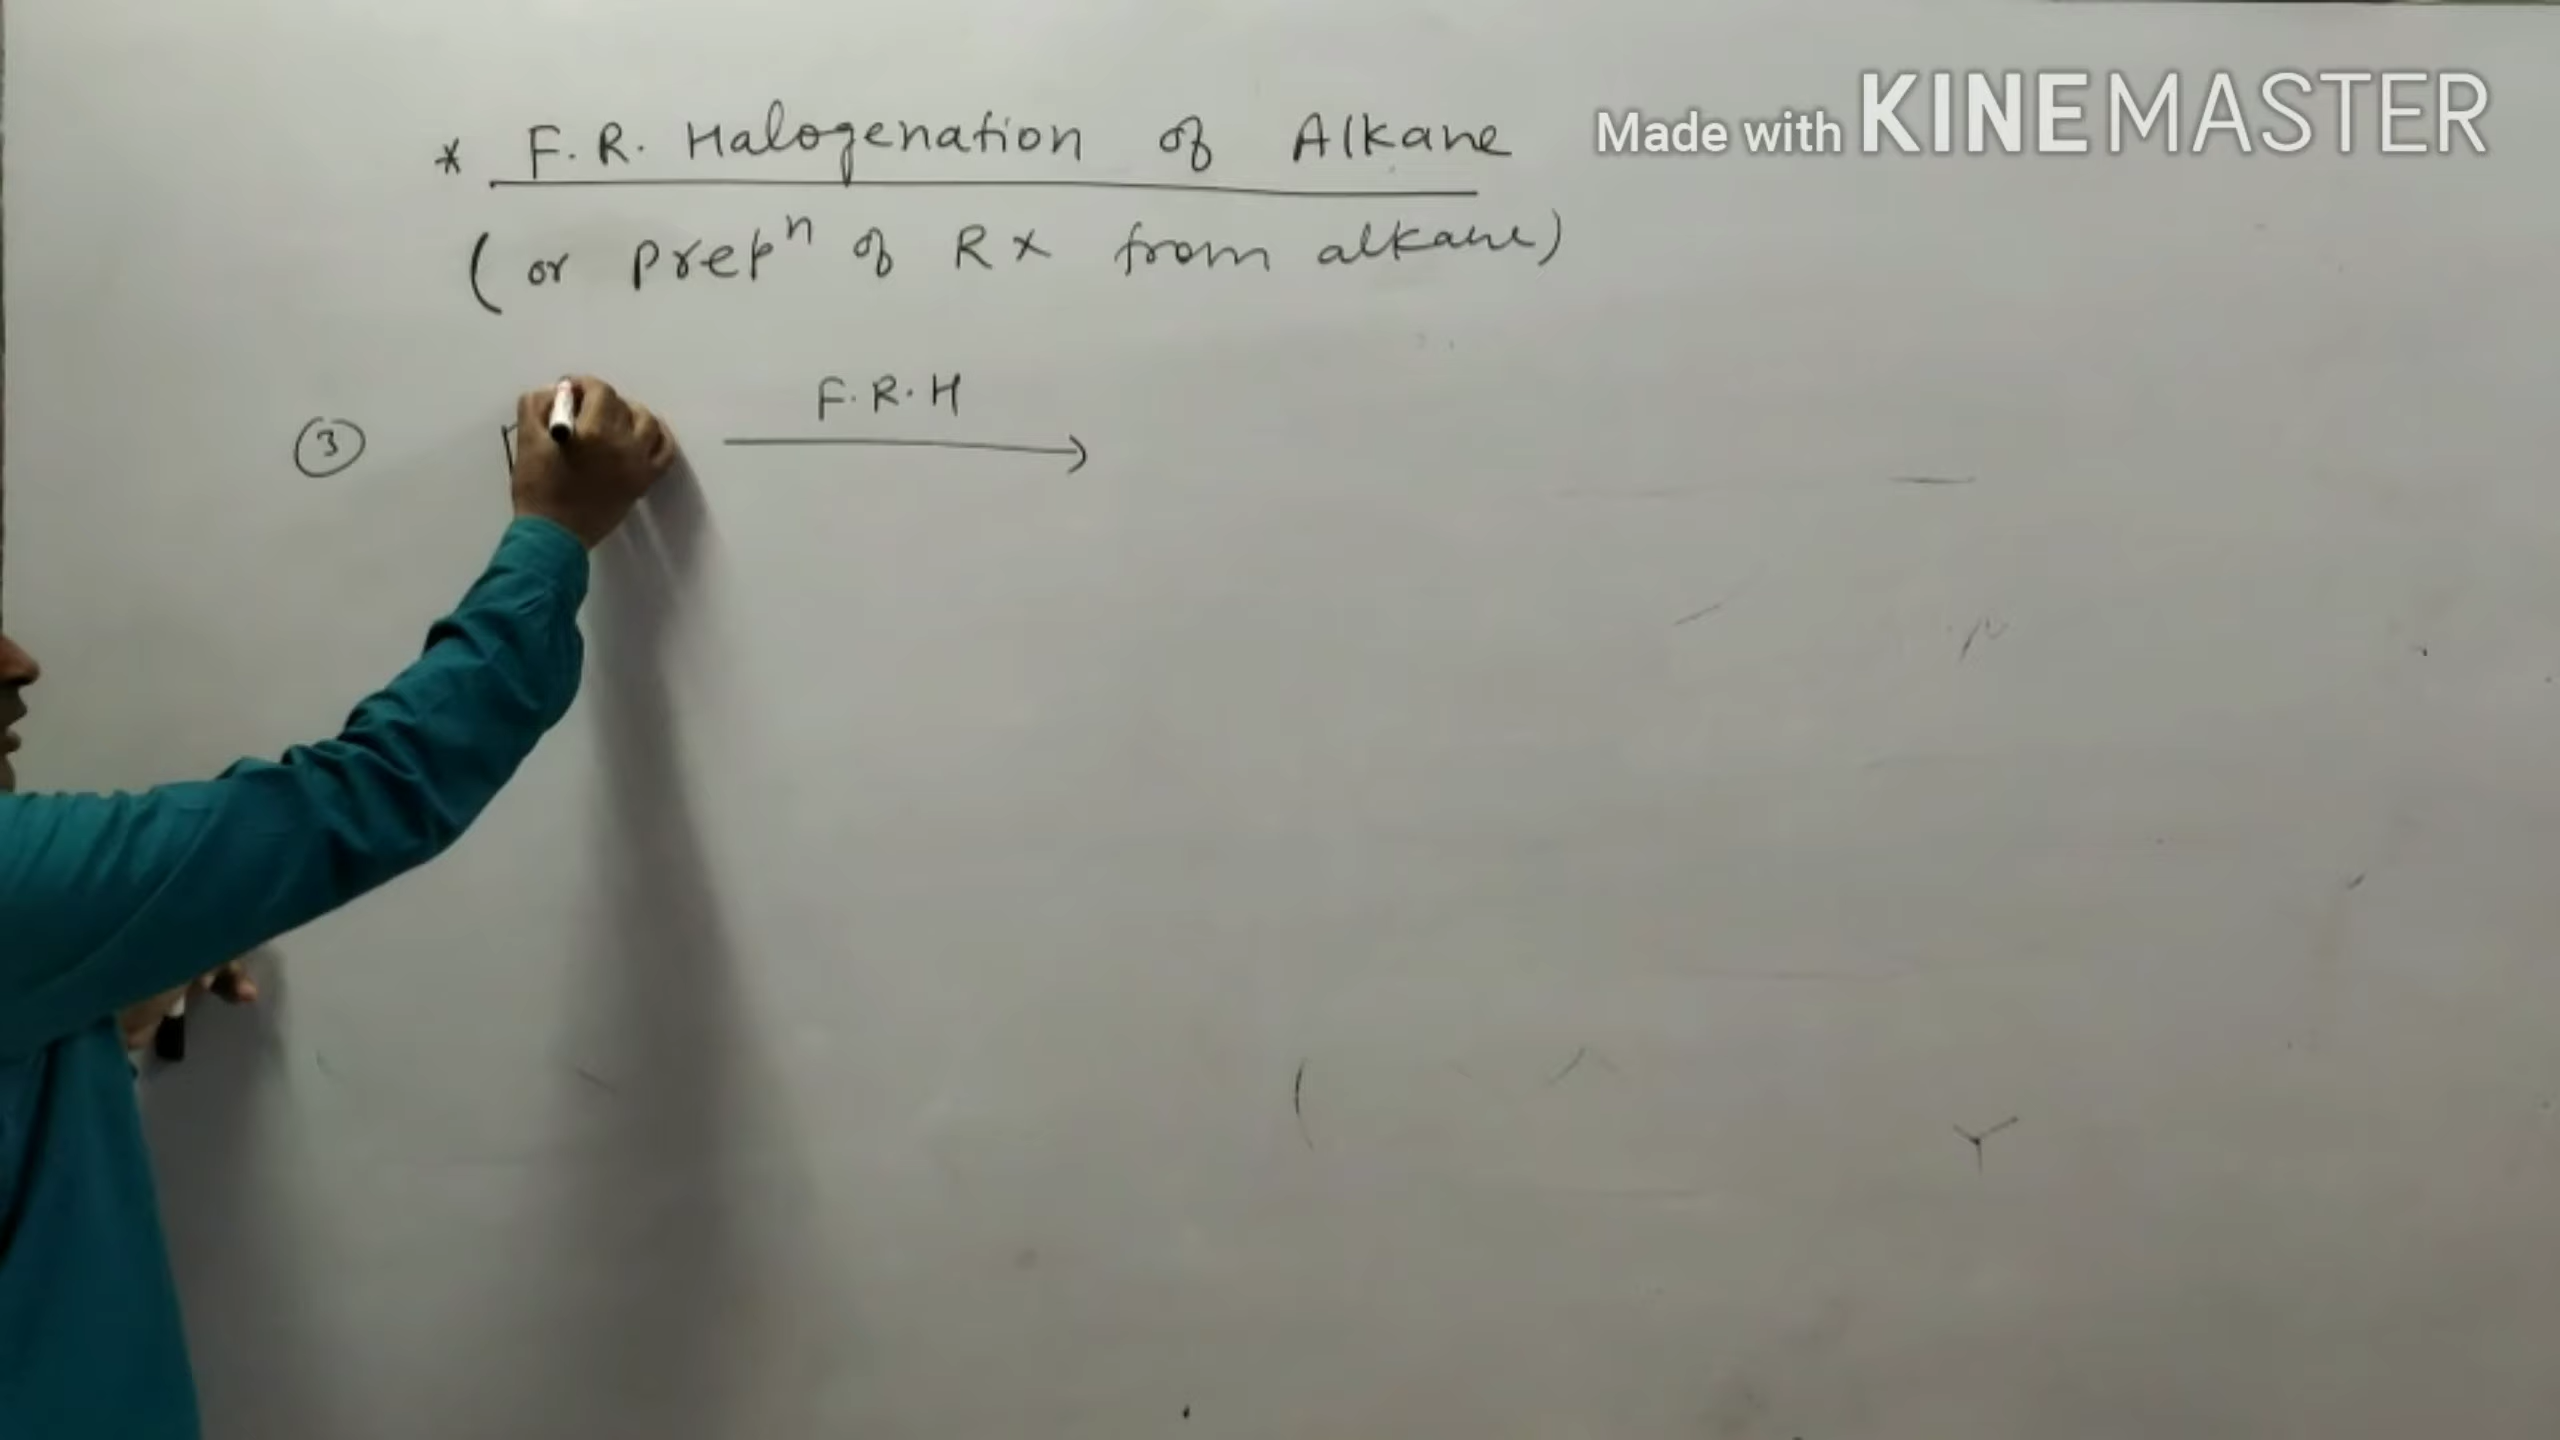 Made with KINEMASTER
* F.R. Halogenation of Alkane
(or prepⁿ of Rx from alkane)
③ F.R.H